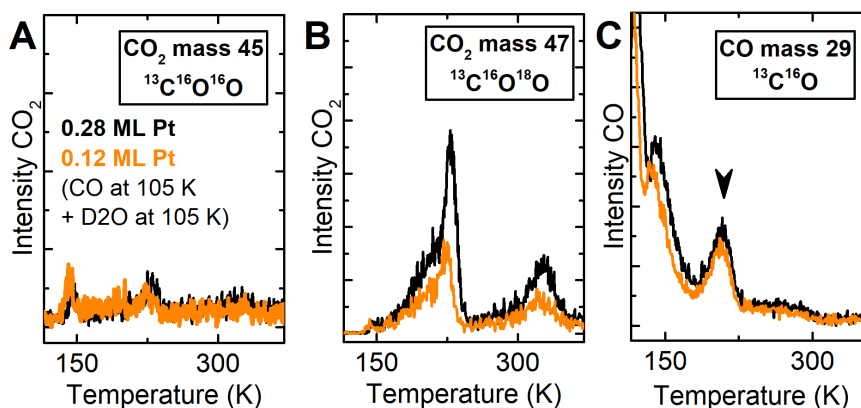 A
CO₂ mass 45
¹³C¹⁶O¹⁶O
0.28 ML Pt
0.12 ML Pt
(CO at 105 K
+ D2O at 105 K)
Intensity CO₂
150 300
Temperature (K)
B
CO₂ mass 47
¹³C¹⁶O¹⁸O
Intensity CO₂
150 300
Temperature (K)
C
CO mass 29
¹³C¹⁶O
Intensity CO
150 300
Temperature (K)